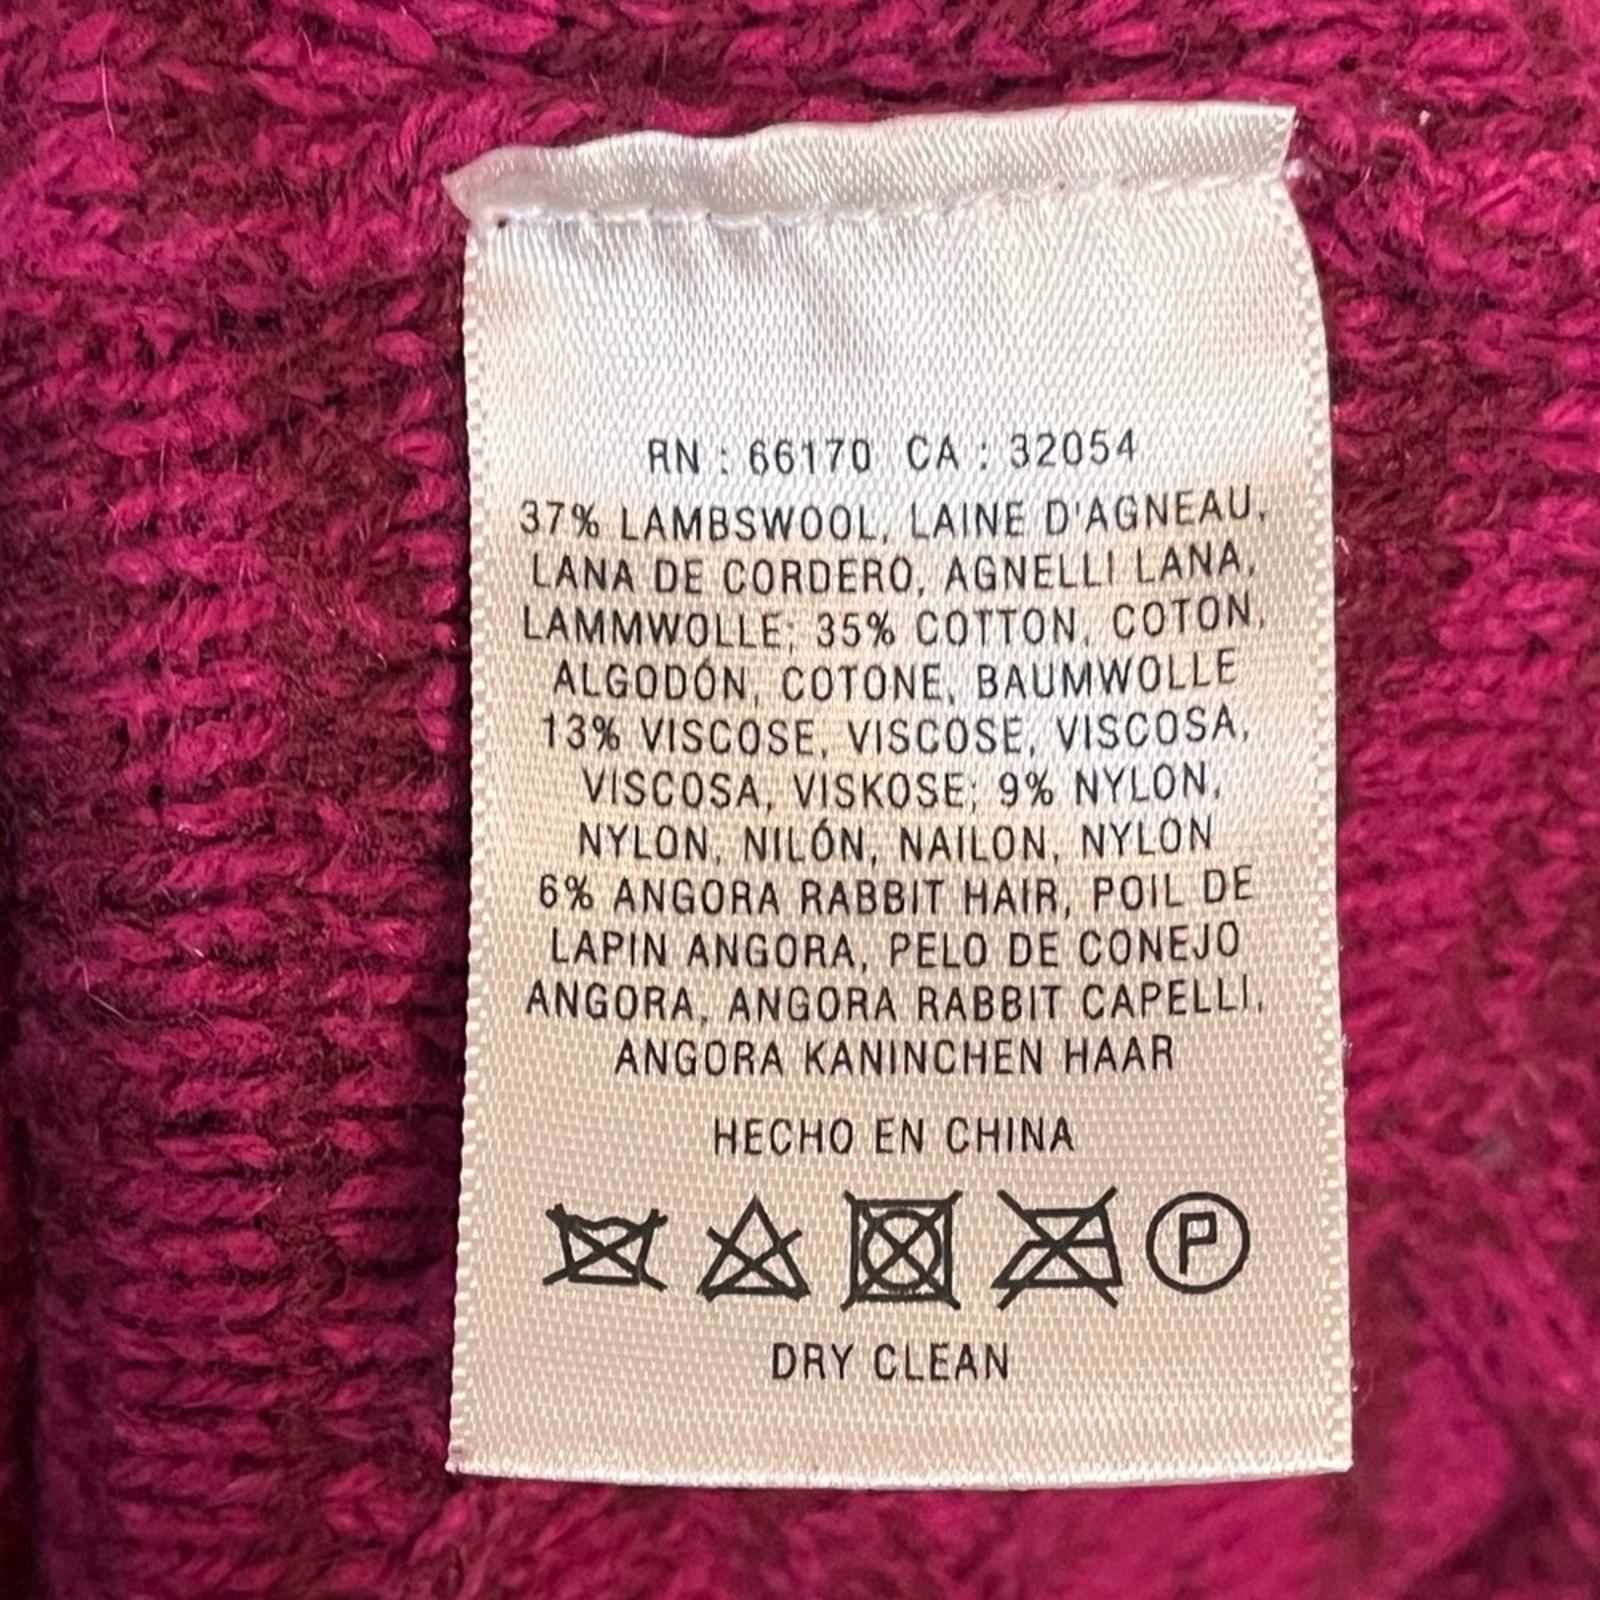 RN : 66170 CA : 32054
37% LAMBSWOOL, LAINE D'AGNEAU,
LANA DE CORDERO, AGNELLI LANA,
LAMMWOLLE; 35% COTTON, COTON,
ALGODÓN, COTONE, BAUMWOLLE
13% VISCOSE, VISCOSE, VISCOSA,
VISCOSA, VISKOSE; 9% NYLON,
NYLON, NILÓN, NAILON, NYLON
6% ANGORA RABBIT HAIR, POIL DE
LAPIN ANGORA, PELO DE CONEJO
ANGORA, ANGORA RABBIT CAPELLI,
ANGORA KANINCHEN HAAR
HECHO EN CHINA
P
DRY CLEAN